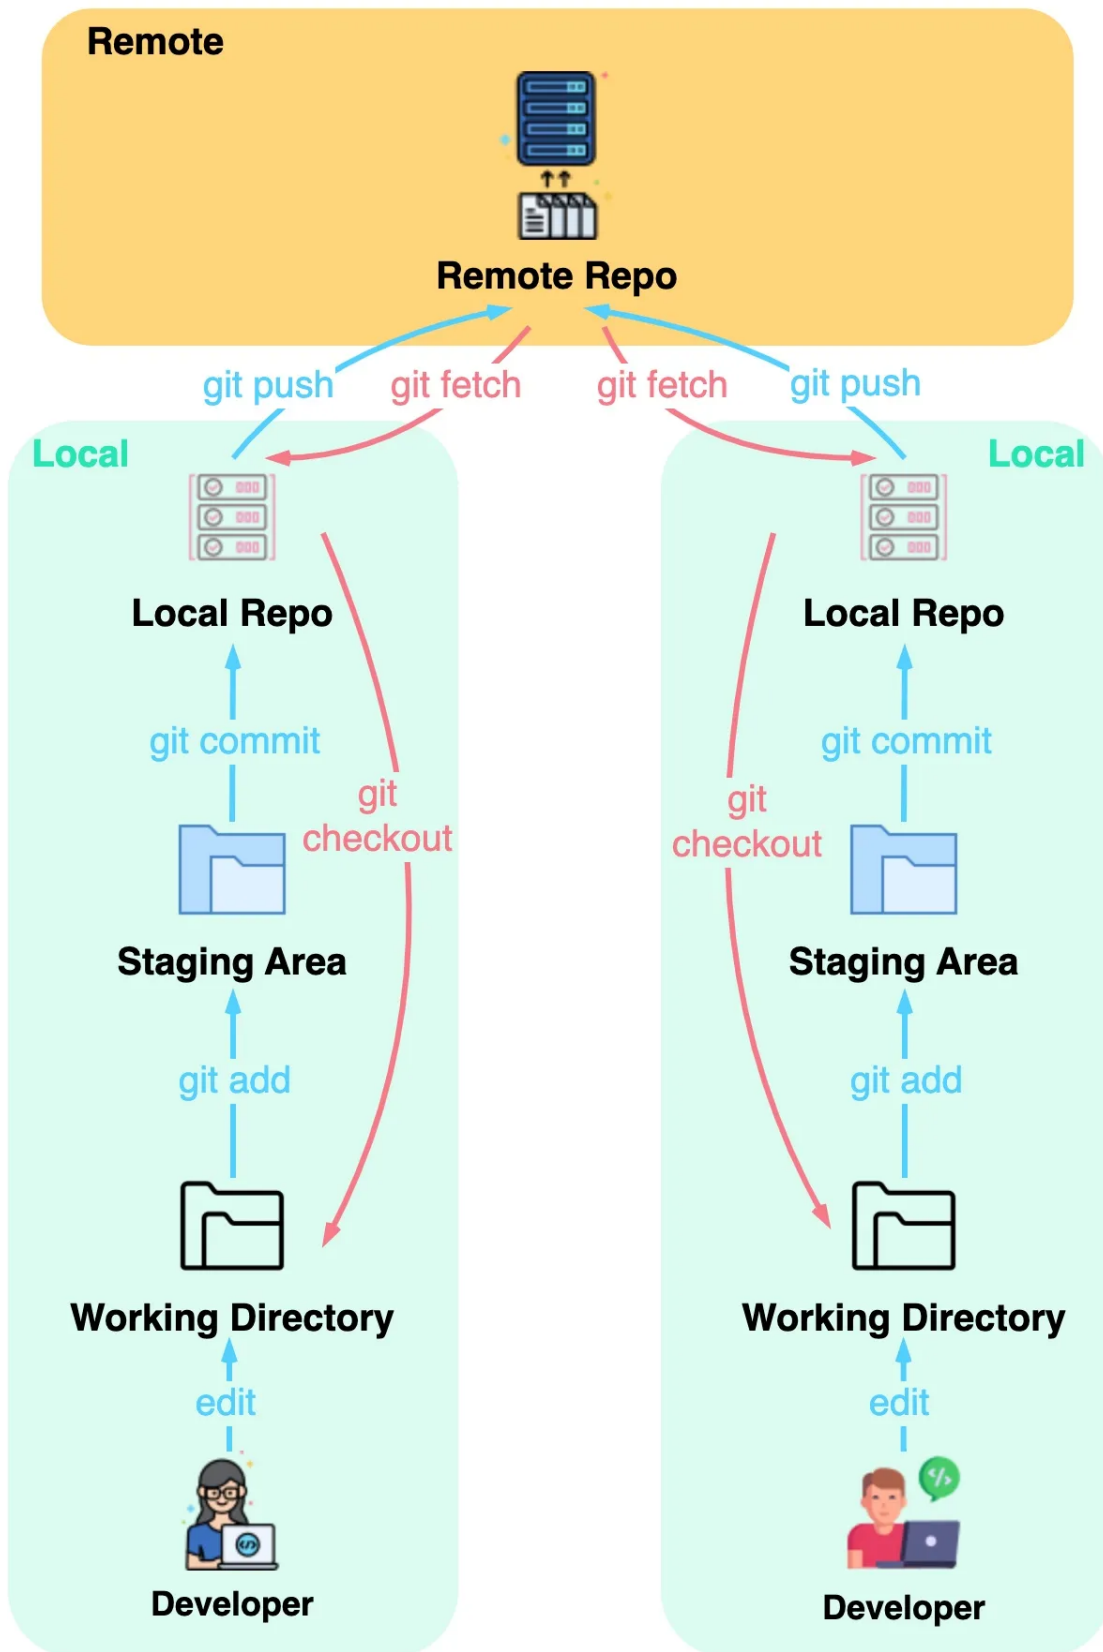 Remote
Remote Repo
git push
git fetch
git fetch
git push
Local
Local
Local Repo
Local Repo
git commit
git commit
git
checkout
git
checkout
Staging Area
Staging Area
git add
git add
Working Directory
Working Directory
edit
edit
</>
</>
Developer
Developer